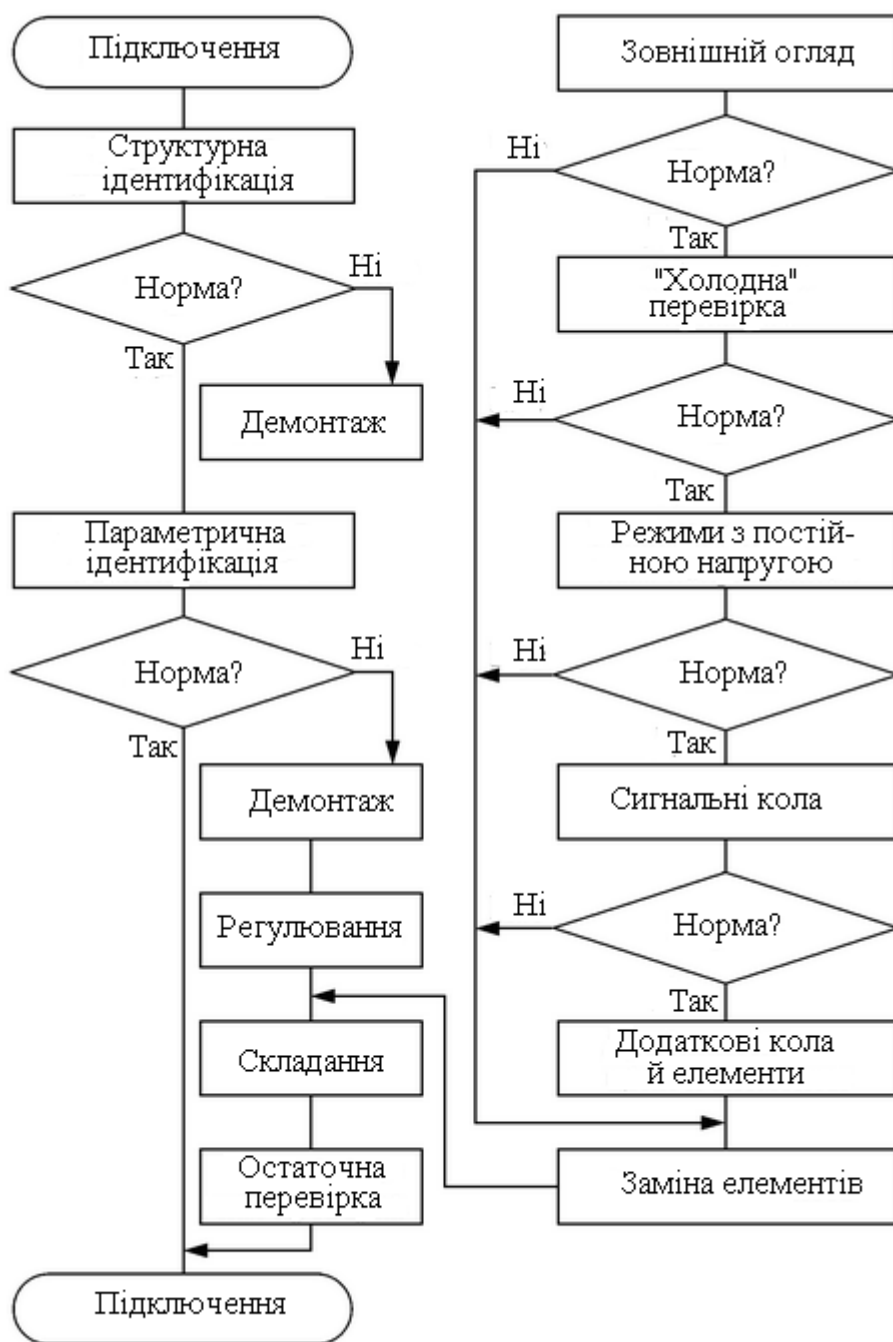 Підключення
Структурна
ідентифікація
Норма?
Ні
Так
Демонтаж
Параметрична
ідентифікація
Норма?
Ні
Так
Демонтаж
Регулювання
Складання
Остаточна
перевірка
Підключення
Зовнішній огляд
Ні
Норма?
Так
"Холодна"
перевірка
Ні
Норма?
Так
Режими з постій-
ною напругою
Ні
Норма?
Так
Сигнальні кола
Ні
Норма?
Так
Додаткові кола
й елементи
Заміна елементів